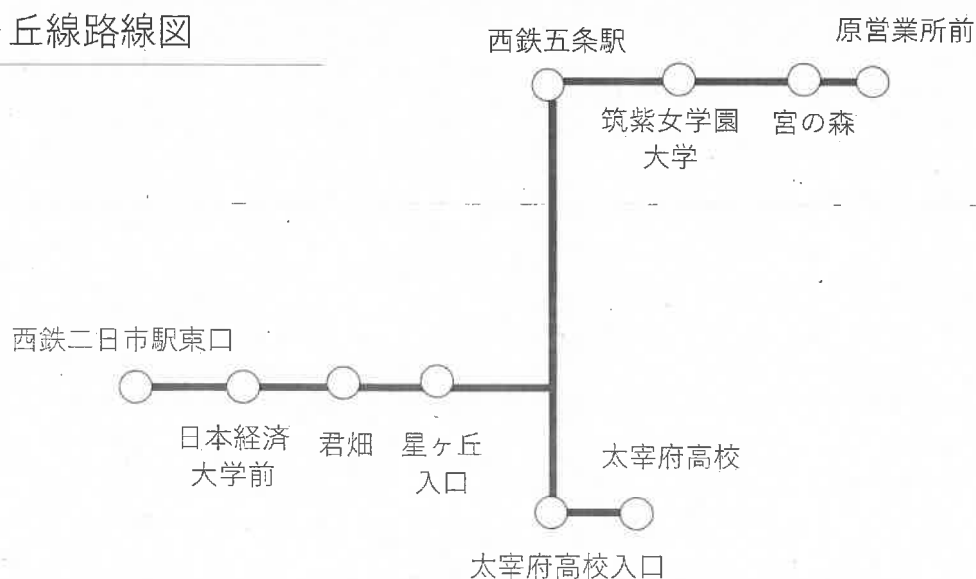 丘線路線図
西鉄五条駅
原営業所前
筑紫女学園
大学
宮の森
西鉄二日市駅東口
日本経済
大学前
君畑
星ヶ丘
入口
太宰府高校
太宰府高校入口